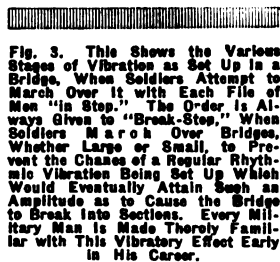 Fig. 3. This Shows the Various
Stages of Vibration as Set Up in a
Bridge, When Soldiers Attempt to
March Over It with Each File of
Men "in Step." The Order is Al-
ways Given to "Break-Step," When
Soldiers March Over Bridges,
Whether Large or Small, to Pre-
vent the Chanes of a Regular Rhyth-
mic Vibration Being Set Up Which
Would Eventually Attain Such an
Amplitude as to Cause the Bridge
to Break Into Sections. Every Mil-
itary Man Is Made Thoroly Famil-
iar with This Vibratory Effect Early
in His Career.